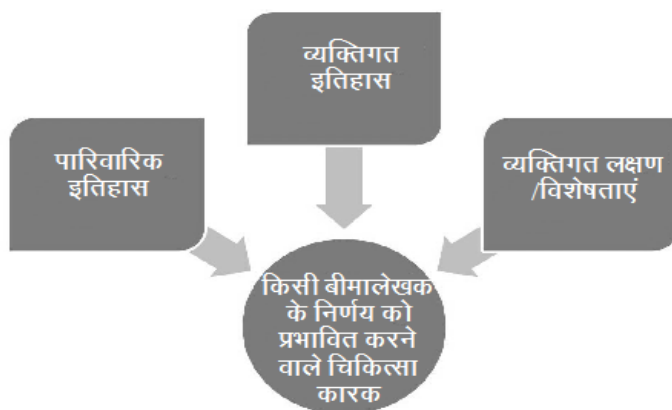 व्यक्तिगत
इतिहास
पारिवारिक
इतिहास
व्यक्तिगत लक्षण
/विशेषताएं
किसी बीमालेखक
के निर्णय को
प्रभावित करने
वाले चिकित्सा
कारक